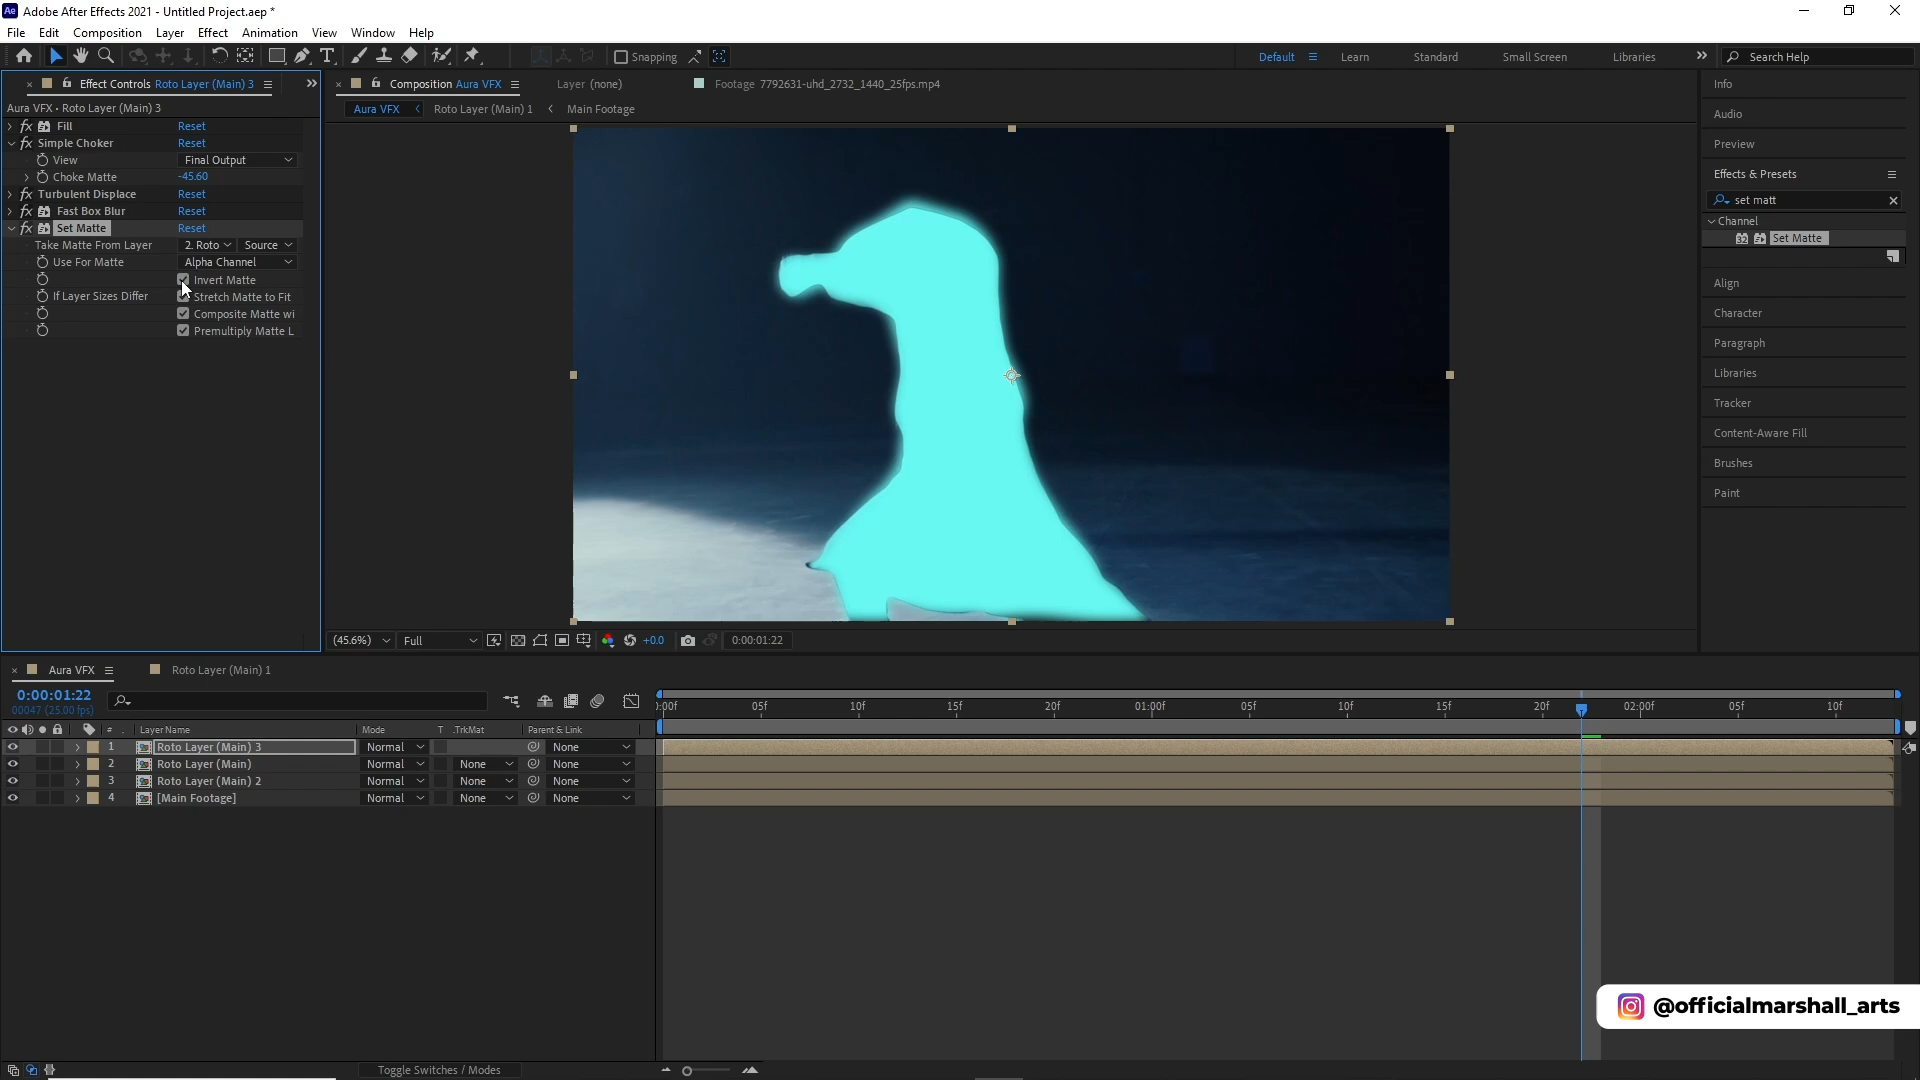 Ae Adobe After Effects 2021 - Untitled Project.aep *
File Edit Composition Layer Effect Animation View Window Help
Snapping Default Learn Standard Small Screen Libraries Search Help
Effect Controls Roto Layer (Main) 3
Composition Aura VFX Layer (none) Footage 7792631-uhd_2732_1440_25fps.mp4
Aura VFX • Roto Layer (Main) 3
Aura VFX Roto Layer (Main) 1 Main Footage
fx Fill Reset
fx Simple Choker Reset
View Final Output
Choke Matte -45.60
fx Turbulent Displace Reset
fx Fast Box Blur Reset
fx Set Matte Reset
Take Matte From Layer 2. Roto Source
Use For Matte Alpha Channel
Invert Matte
If Layer Sizes Differ Stretch Matte to Fit
Composite Matte wi
Premultiply Matte L
Info
Audio
Preview
Effects & Presets
set matt
Channel
32 Set Matte
Align
Character
Paragraph
Libraries
Tracker
Content-Aware Fill
Brushes
Paint
(45.6%) Full +0.0 0:00:01:22
Aura VFX Roto Layer (Main) 1
0:00:01:22
00047 (25.00 fps)
):00f 05f 10f 15f 20f 01:00f 05f 10f 15f 20f 02:00f 05f 10f
# Layer Name Mode T .TrkMat Parent & Link
1 Roto Layer (Main) 3 Normal None
2 Roto Layer (Main) Normal None None
3 Roto Layer (Main) 2 Normal None None
4 [Main Footage] Normal None None
@officialmarshall_arts
Toggle Switches / Modes